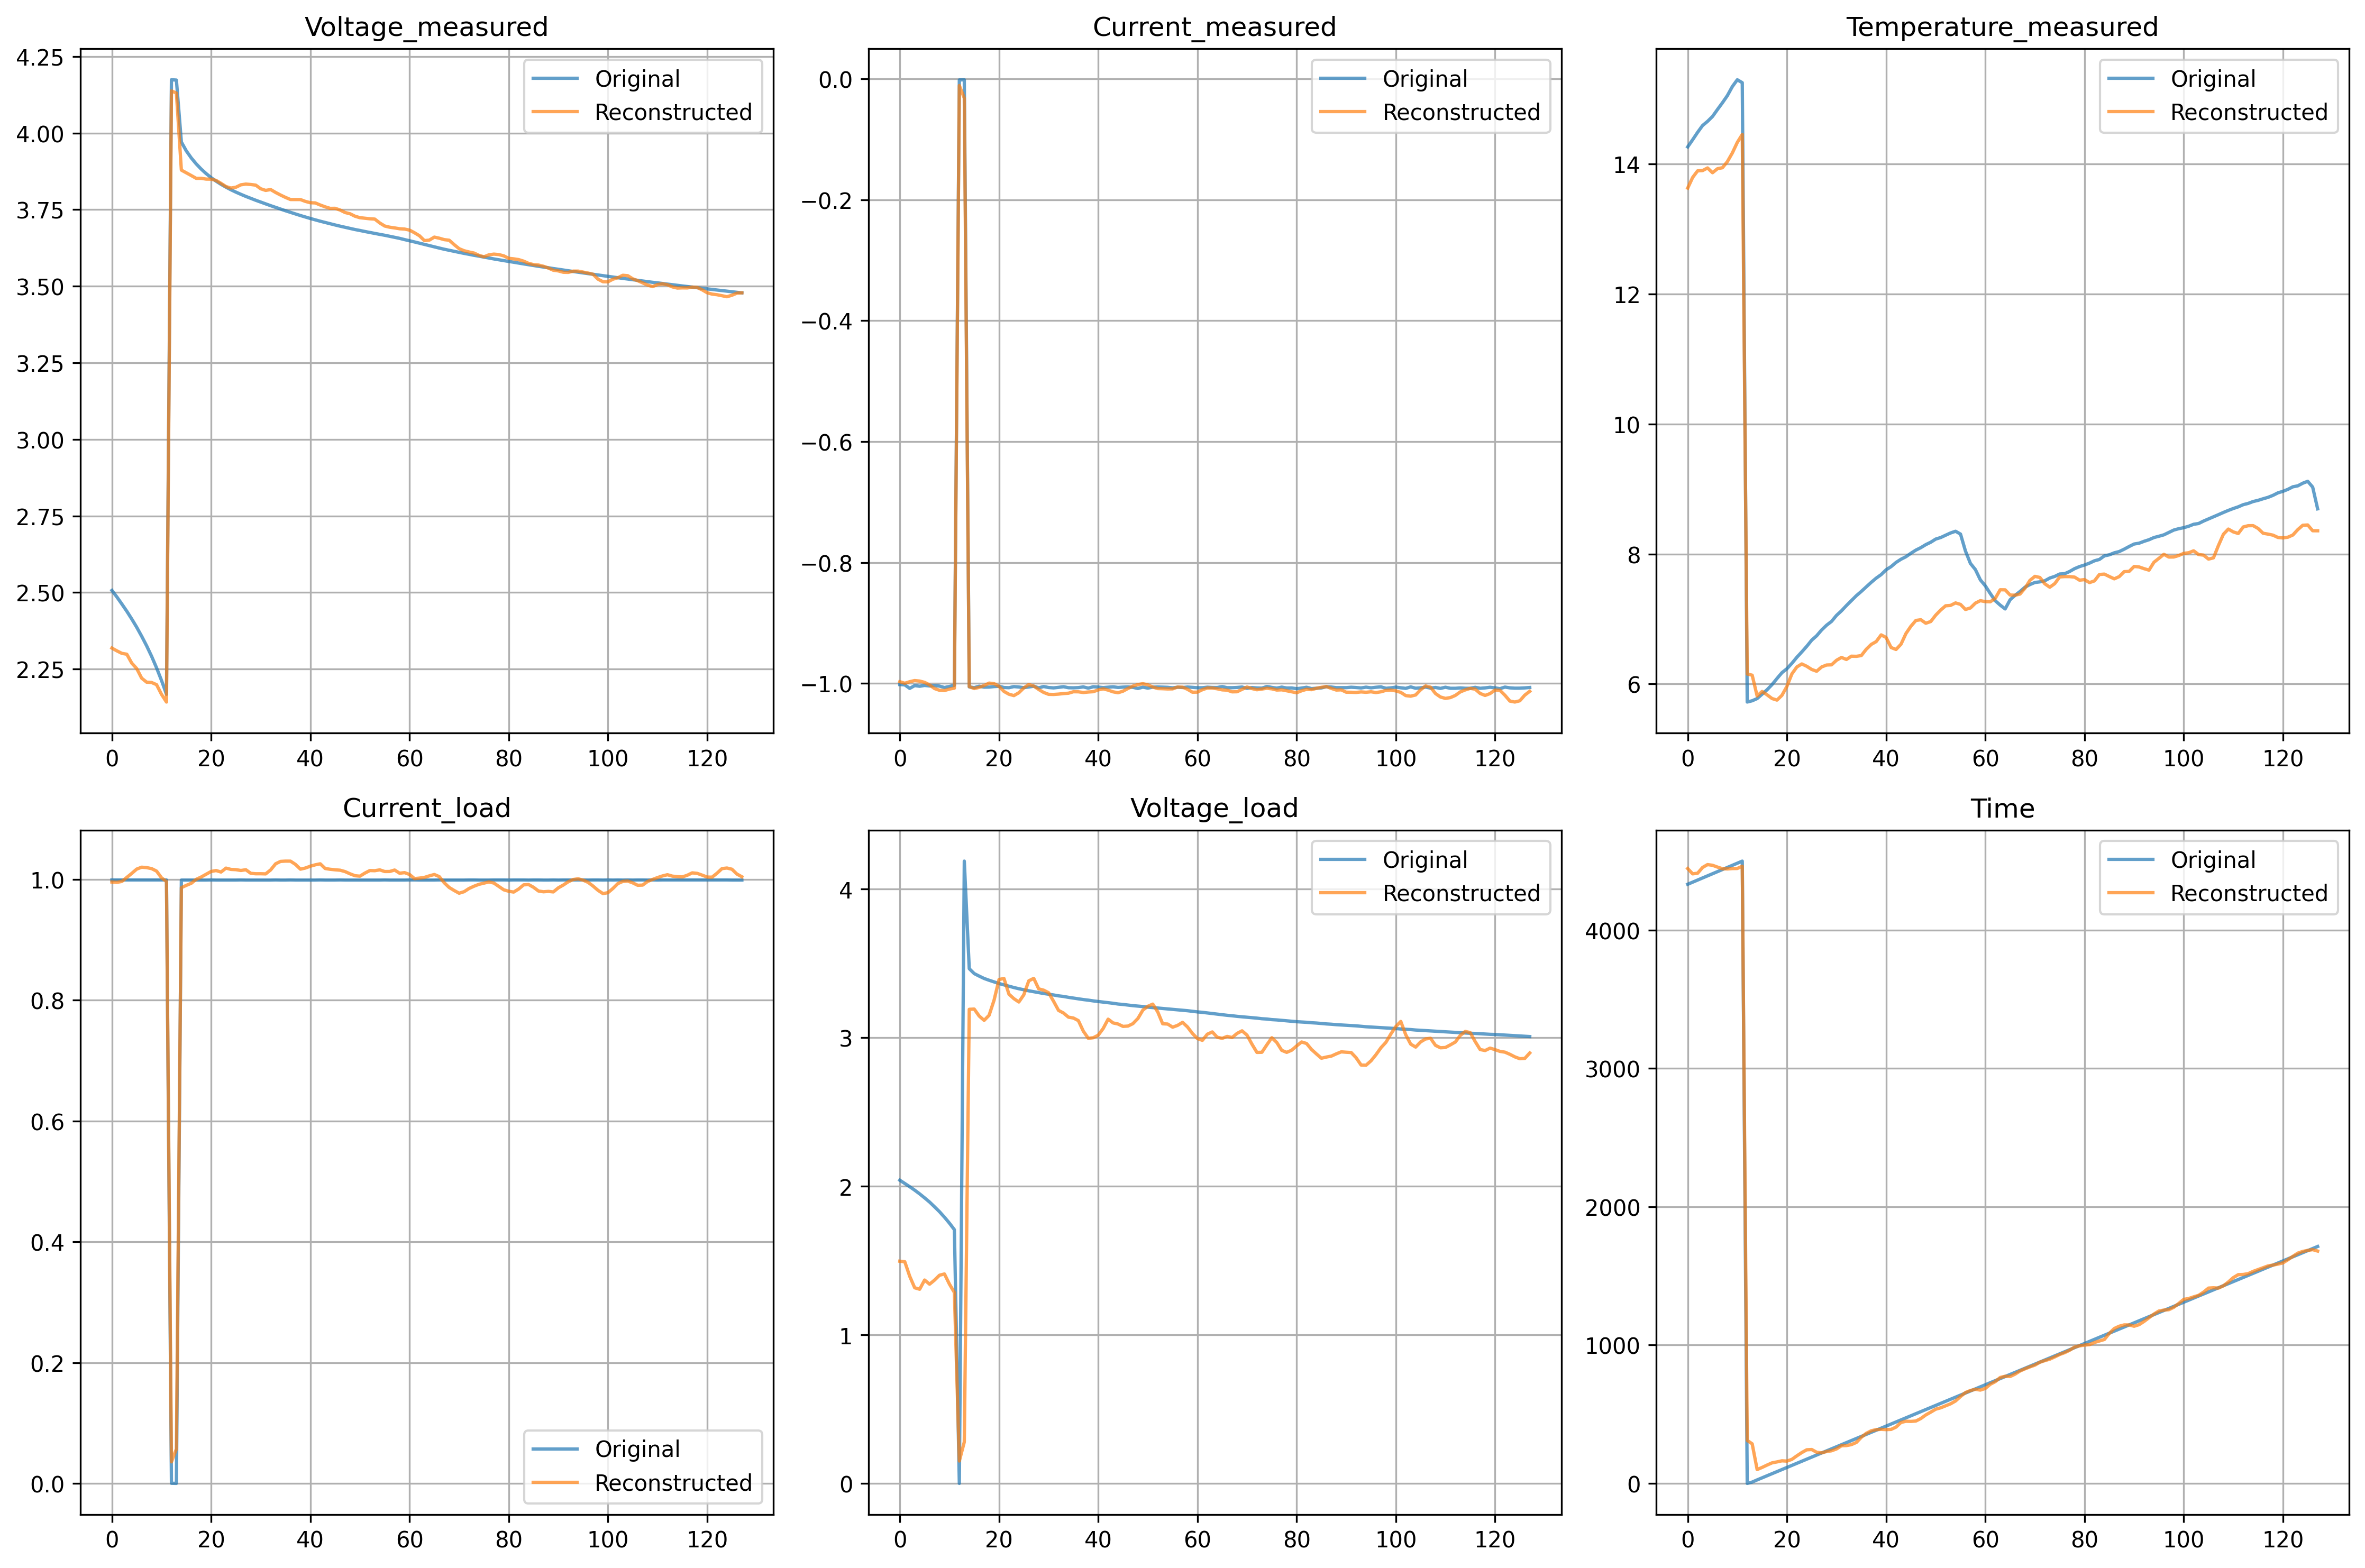 Voltage_measured
4.25
4.00
3.75
3.50
3.25
3.00
2.75
2.50
2.25
0 20 40 60 80 100 120
Original
Reconstructed
Current_measured
0.0
−0.2
−0.4
−0.6
−0.8
−1.0
0 20 40 60 80 100 120
Original
Reconstructed
Temperature_measured
14
12
10
8
6
0 20 40 60 80 100 120
Original
Reconstructed
Current_load
1.0
0.8
0.6
0.4
0.2
0.0
0 20 40 60 80 100 120
Original
Reconstructed
Voltage_load
4
3
2
1
0
0 20 40 60 80 100 120
Original
Reconstructed
Time
4000
3000
2000
1000
0
0 20 40 60 80 100 120
Original
Reconstructed